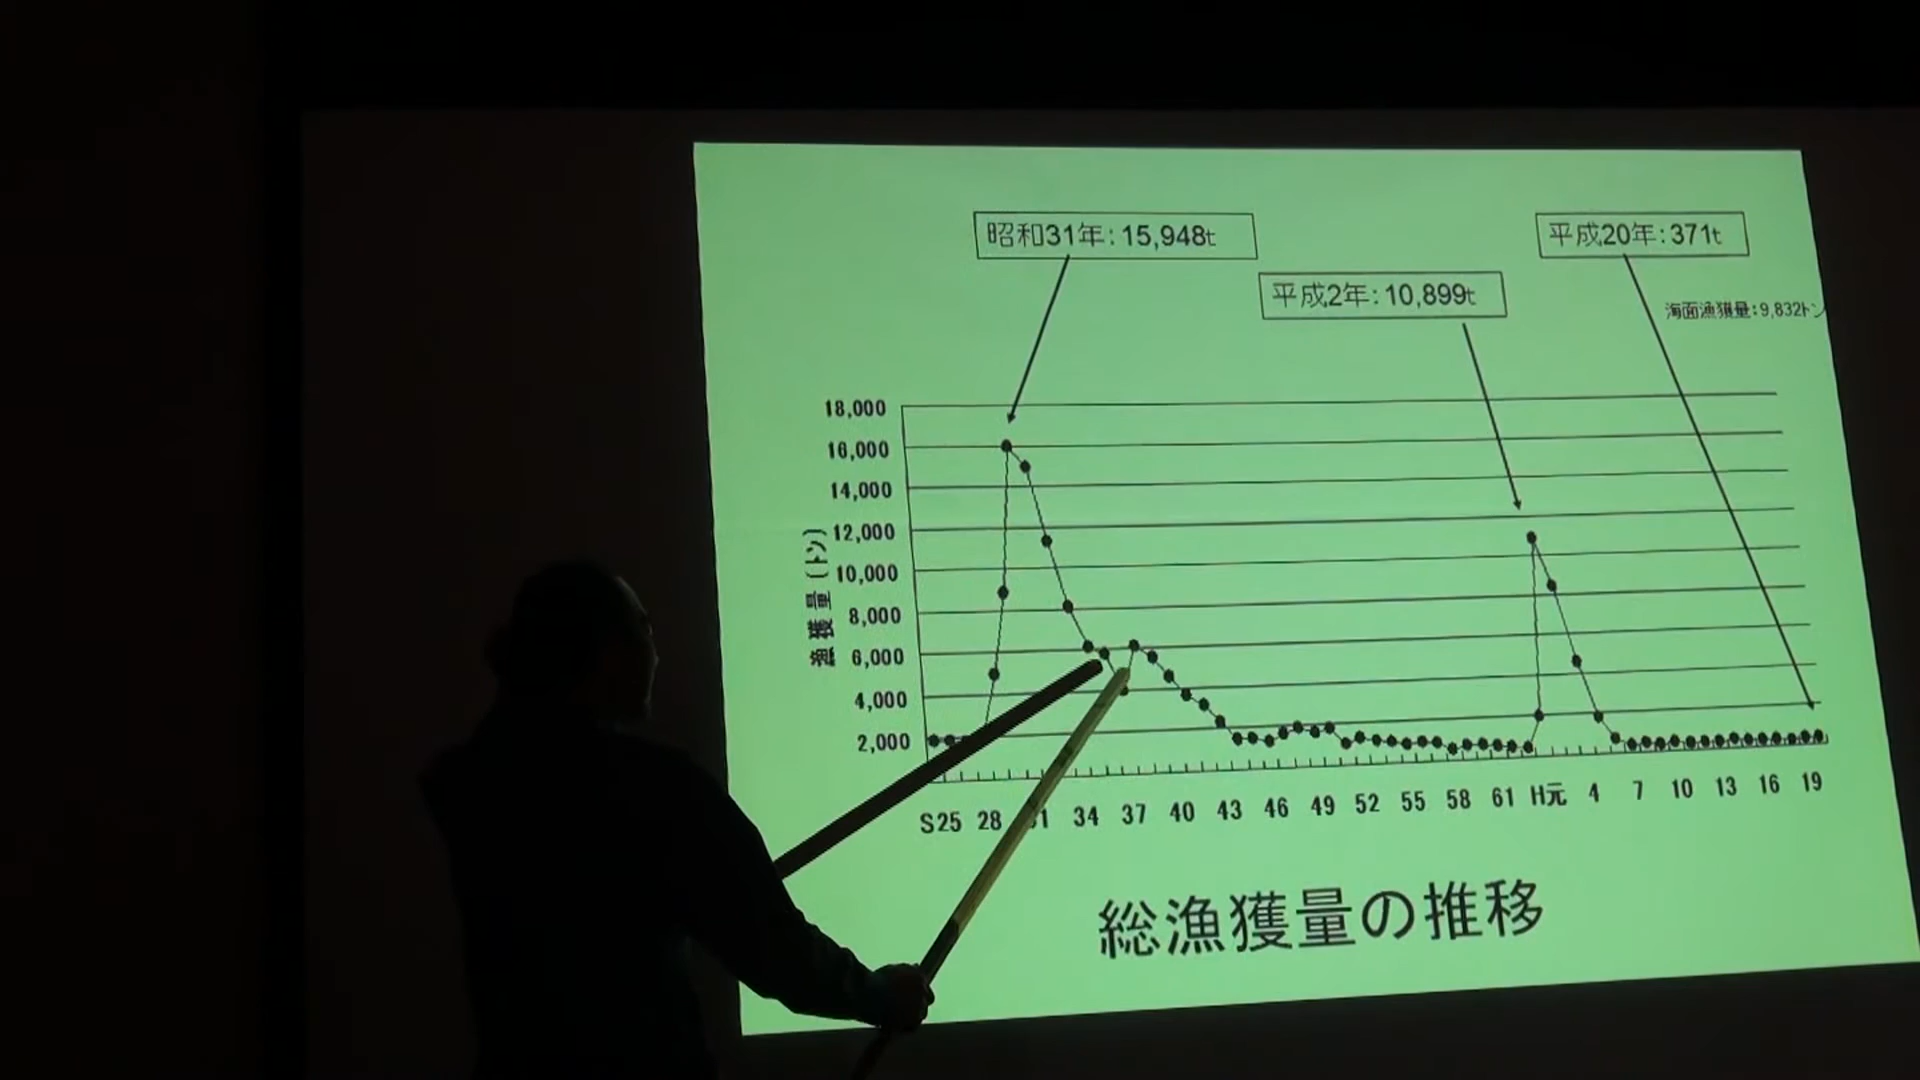 昭和31年:15,948t
平成20年:371t
平成2年:10,899t
海面漁獲量:9,832トン
18,000
16,000
14,000
12,000
10,000
8,000
6,000
4,000
2,000
漁獲量(トン)
S25 28 31 34 37 40 43 46 49 52 55 58 61 H元 4 7 10 13 16 19
総漁獲量の推移